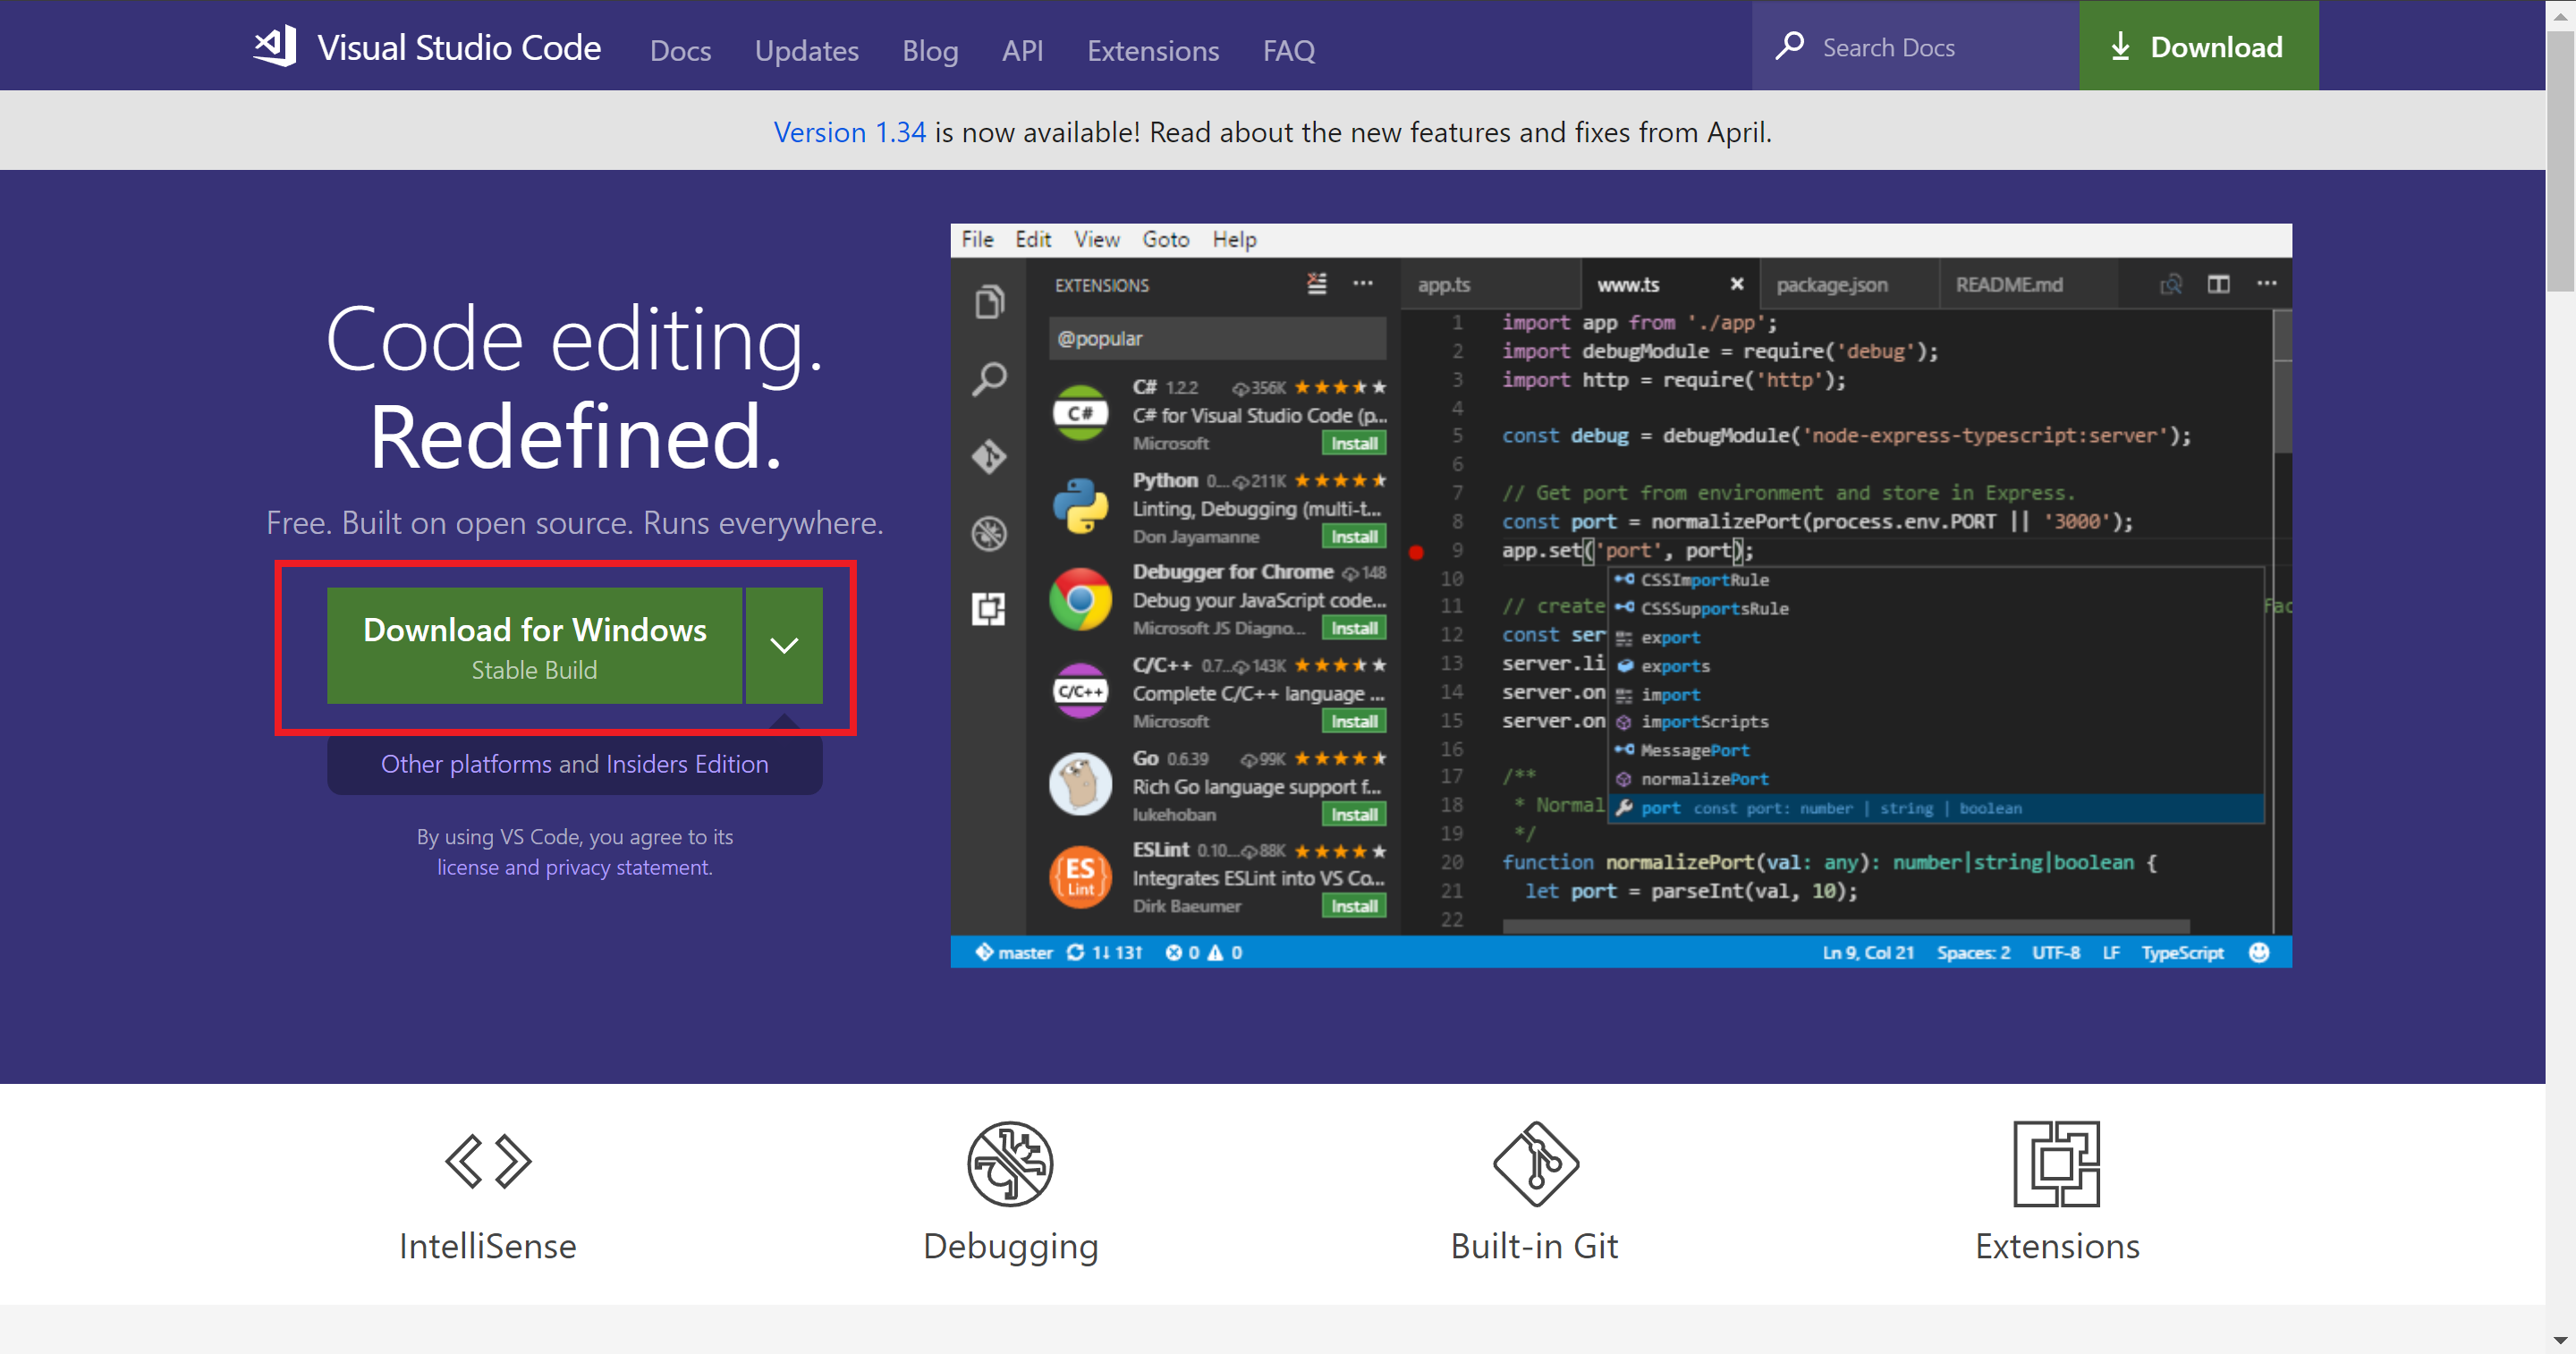 Visual Studio Code Docs Updates Blog API Extensions FAQ Search Docs Download
Version 1.34 is now available! Read about the new features and fixes from April.
Code editing.
Redefined.
Free. Built on open source. Runs everywhere.
Download for Windows
Stable Build
Other platforms and Insiders Edition
By using VS Code, you agree to its
license and privacy statement.
File Edit View Goto Help
EXTENSIONS
@popular
C# 1.2.2 356K
C# for Visual Studio Code (p...
Microsoft Install
Python 0.... 211K
Linting, Debugging (multi-t...
Don Jayamanne Install
Debugger for Chrome 148
Debug your JavaScript code...
Microsoft JS Diagno... Install
C/C++ 0.7... 143K
Complete C/C++ language ...
Microsoft Install
Go 0.6.39 99K
Rich Go language support f...
lukehoban Install
ES
Lint
ESLint 0.10.... 88K
Integrates ESLint into VS Co...
Dirk Baeumer Install
app.ts www.ts package.json README.md
1 import app from './app';
2 import debugModule = require('debug');
3 import http = require('http');
4
5 const debug = debugModule('node-express-typescript:server');
6
7 // Get port from environment and store in Express.
8 const port = normalizePort(process.env.PORT || '3000');
9 app.set('port', port);
10
11 // create
12 const ser
13 server.li
14 server.on
15 server.on
16
17 /**
18 * Normal
19 */
20 function normalizePort(val: any): number|string|boolean {
21 let port = parseInt(val, 10);
22
CSSImportRule
CSSSupportsRule
export
exports
import
importScripts
MessagePort
normalizePort
port const port: number | string | boolean
master 1↓ 13↑ 0 0 Ln 9, Col 21 Spaces: 2 UTF-8 LF TypeScript
IntelliSense
Debugging
Built-in Git
Extensions